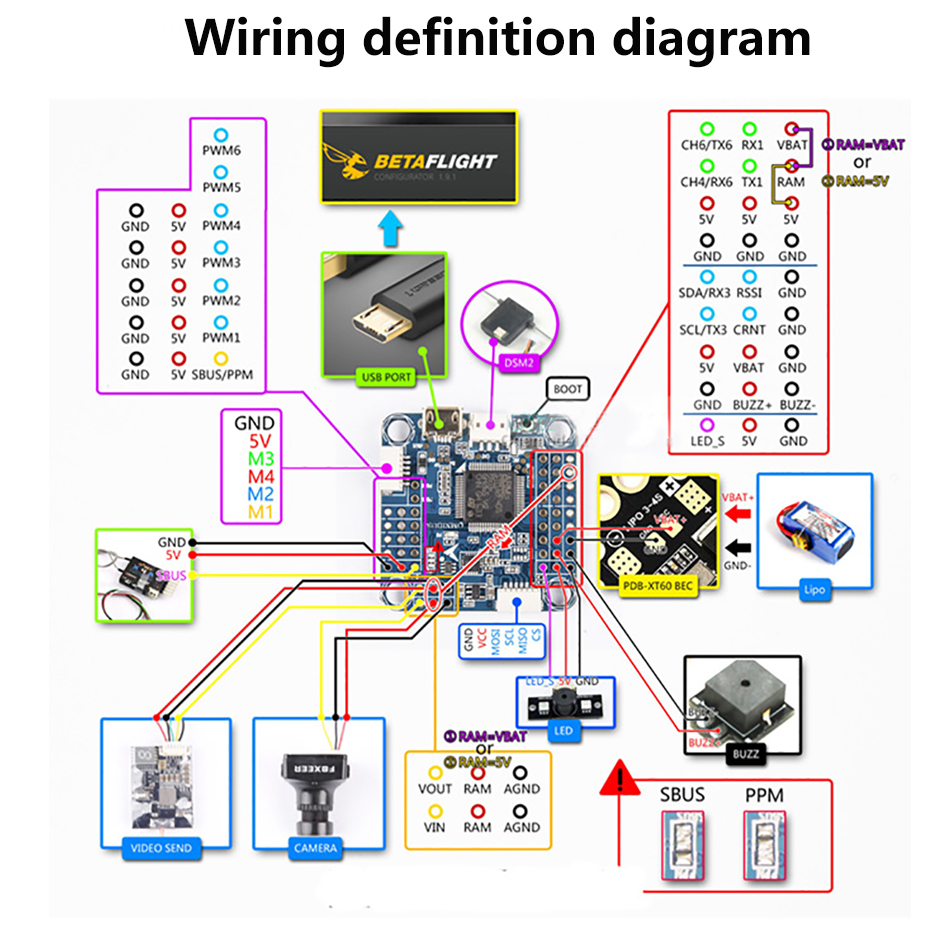 Wiring definition diagram
PWM6
PWM5
GND 5V PWM4
GND 5V PWM3
GND 5V PWM2
GND 5V PWM1
GND 5V SBUS/PPM
BETAFLIGHT
CONFIGURATOR 1.9.1
USB PORT
DSM2
BOOT
CH6/TX6 RX1 VBAT
CH4/RX6 TX1 RAM
5V 5V 5V
GND GND GND
SDA/RX3 RSSI GND
SCL/TX3 CRNT GND
5V VBAT GND
GND BUZZ+ BUZZ-
LED_S 5V GND
① RAM=VBAT
or
② RAM=5V
GND
5V
M3
M4
M2
M1
GND
5V
SBUS
RAM
LIPO 3-4S
VBAT+
GND
PDB-XT60 BEC
VBAT+
GND-
Lipo
GND
VCC
MOSI
SCL
MISO
CS
LED_S 5V GND
LED
BUZZ-
BUZZ+
BUZZ
VIDEO SEND
FOXEER
CAMERA
① RAM=VBAT
or
② RAM=5V
VOUT RAM AGND
VIN RAM AGND
!
SBUS PPM